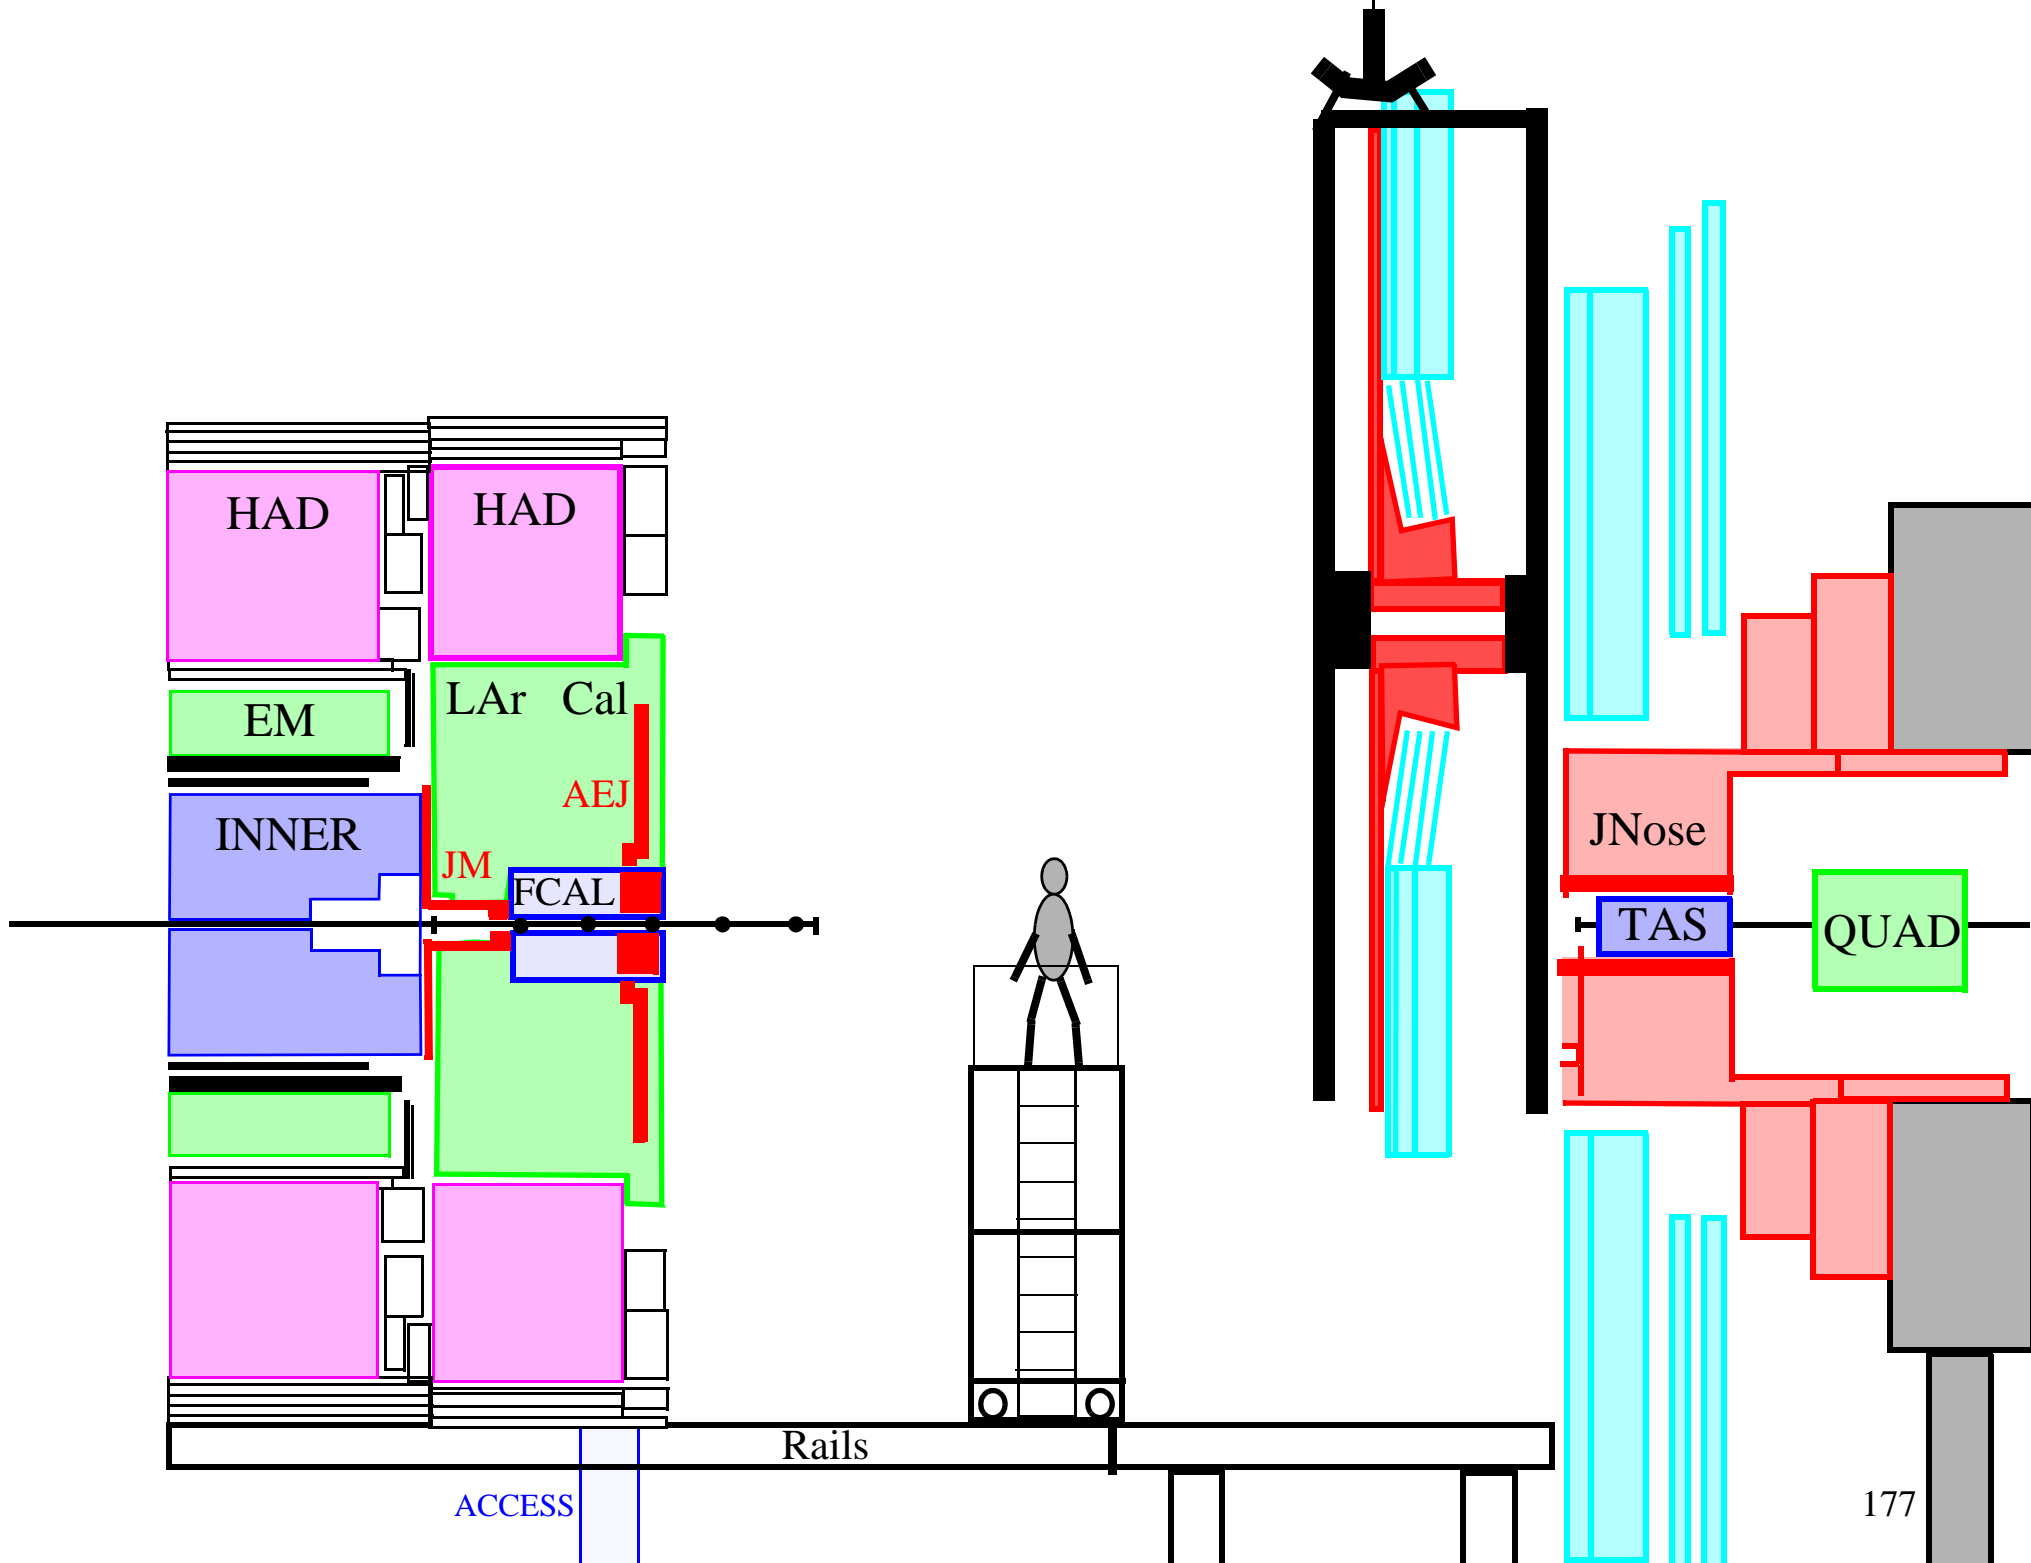 HAD HAD
LAr Cal
EM
AEJ
INNER
JNose
JM
FCAL
TAS
QUAD
Rails
ACCESS
177